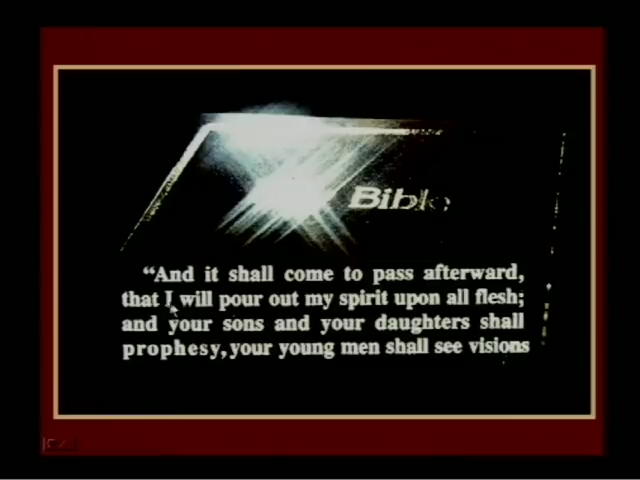 Bible
“And it shall come to pass afterward,
that I will pour out my spirit upon all flesh;
and your sons and your daughters shall
prophesy, your young men shall see visions